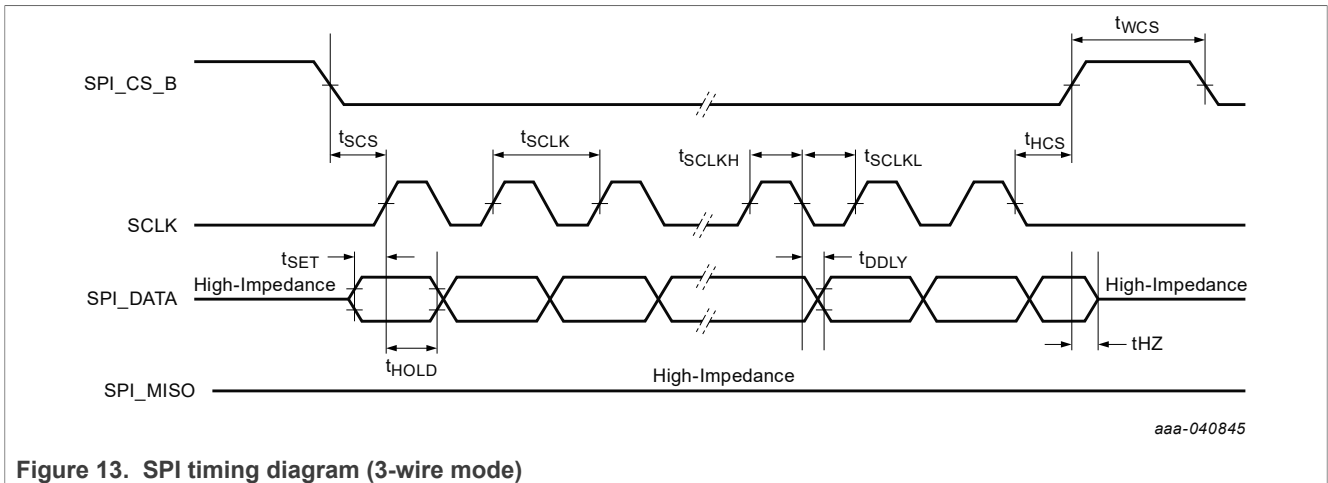 tWCS
SPI_CS_B
tSCS
tSCLK
tSCLKH
tSCLKL
tHCS
SCLK
tSET
tDDLY
High-Impedance
High-Impedance
SPI_DATA
tHOLD
tHZ
High-Impedance
SPI_MISO
aaa-040845
Figure 13. SPI timing diagram (3-wire mode)